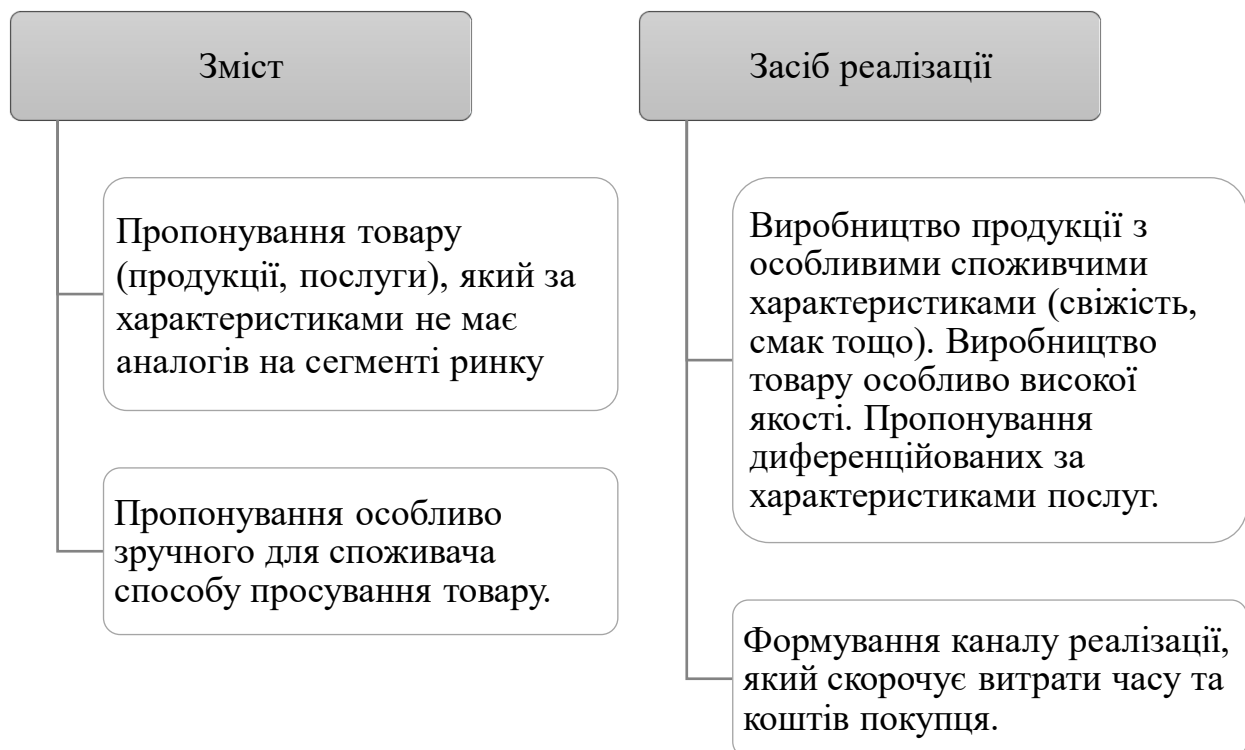 Зміст
Пропонування товару
(продукції, послуги), який за
характеристиками не має
аналогів на сегменті ринку
Пропонування особливо
зручного для споживача
способу просування товару.
Засіб реалізації
Виробництво продукції з
особливими споживчими
характеристиками (свіжість,
смак тощо). Виробництво
товару особливо високої
якості. Пропонування
диференційованих за
характеристиками послуг.
Формування каналу реалізації,
який скорочує витрати часу та
коштів покупця.